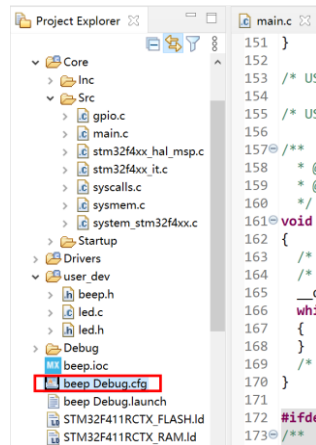 Project Explorer
Core
Inc
Src
gpio.c
main.c
stm32f4xx_hal_msp.c
stm32f4xx_it.c
syscalls.c
sysmem.c
system_stm32f4xx.c
Startup
Drivers
user_dev
beep.h
led.c
led.h
Debug
MX beep.ioc
beep Debug.cfg
beep Debug.launch
STM32F411RCTX_FLASH.ld
STM32F411RCTX_RAM.ld
main.c
151 }
152
153 /* US
154
155 /* US
156
157 /**
158 * @
159 * @
160 */
161 void
162 {
163 /*
164 /*
165
166 whi
167 {
168 }
169 /*
170 }
171
172 #ifde
173 /**